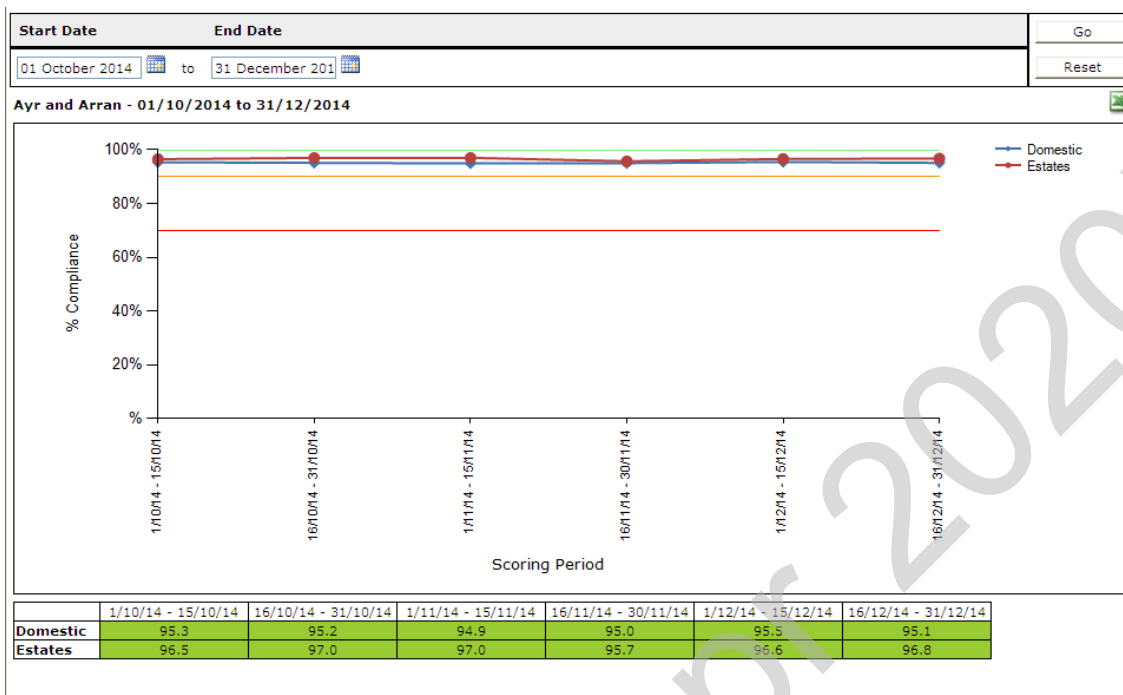 Start Date End Date
Go
01 October 2014 to 31 December 201
Reset
Ayr and Arran - 01/10/2014 to 31/12/2014
100%
80%
60%
40%
20%
%
% Compliance
Domestic
Estates
1/10/14 - 15/10/14
16/10/14 - 31/10/14
1/11/14 - 15/11/14
16/11/14 - 30/11/14
1/12/14 - 15/12/14
16/12/14 - 31/12/14
Scoring Period
1/10/14 - 15/10/14 16/10/14 - 31/10/14 1/11/14 - 15/11/14 16/11/14 - 30/11/14 1/12/14 - 15/12/14 16/12/14 - 31/12/14
Domestic 95.3 95.2 94.9 95.0 95.5 95.1
Estates 96.5 97.0 97.0 95.7 96.6 96.8
pr 202